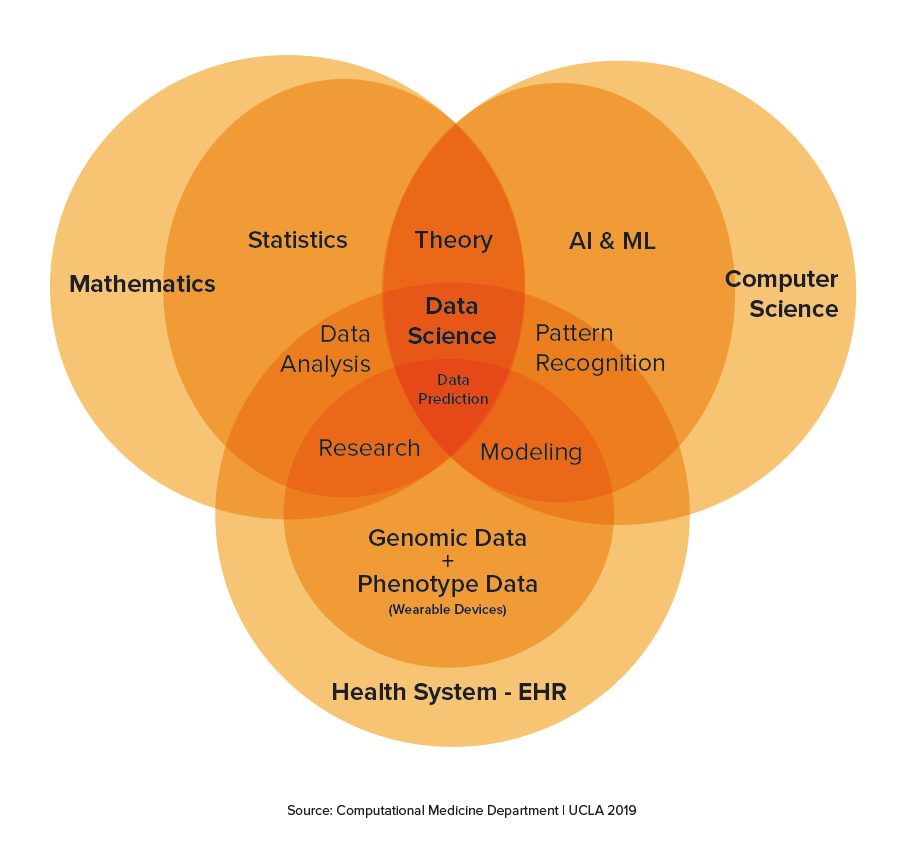 Statistics
Theory
AI & ML
Mathematics
Computer
Science
Data
Science
Data
Analysis
Pattern
Recognition
Data
Prediction
Research
Modeling
Genomic Data
+
Phenotype Data
(Wearable Devices)
Health System - EHR
Source: Computational Medicine Department | UCLA 2019